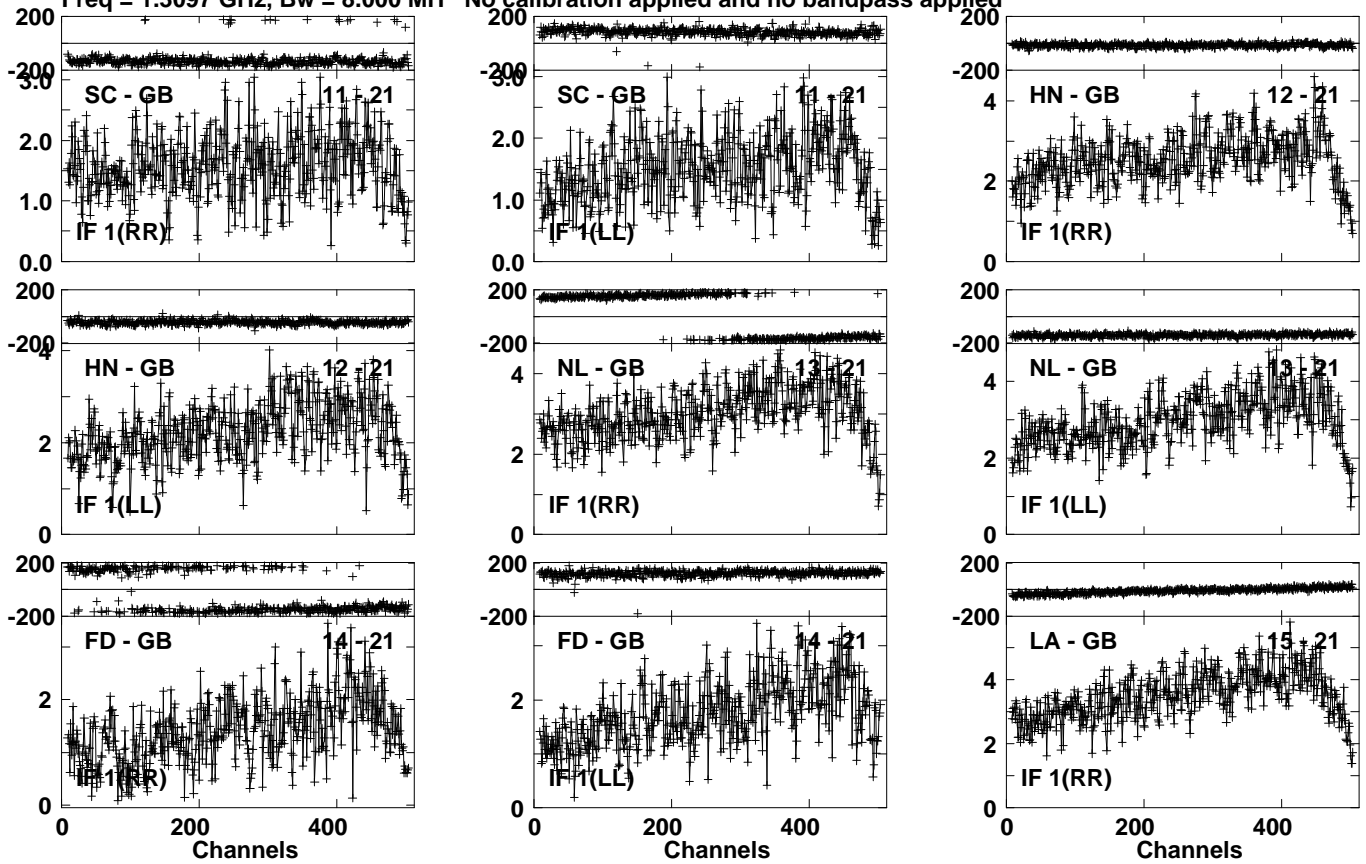 Freq = 1.3097 GHz, Bw = 8.000 MH No calibration applied and no bandpass applied
200
-200
3.0
2.0
1.0
0.0
SC - GB 11 - 21
IF 1(RR)
200
-200
3.0
2.0
1.0
0.0
SC - GB 11 - 21
IF 1(LL)
200
-200
4
2
0
HN - GB 12 - 21
IF 1(RR)
200
-200
4
2
0
HN - GB 12 - 21
IF 1(LL)
200
-200
4
2
0
NL - GB 13 - 21
IF 1(RR)
200
-200
4
2
0
NL - GB 13 - 21
IF 1(LL)
200
-200
2
0
FD - GB 14 - 21
IF 1(RR)
0 200 400
Channels
200
-200
2
0
FD - GB 14 - 21
IF 1(LL)
0 200 400
Channels
200
-200
4
2
0
LA - GB 15 - 21
IF 1(RR)
0 200 400
Channels